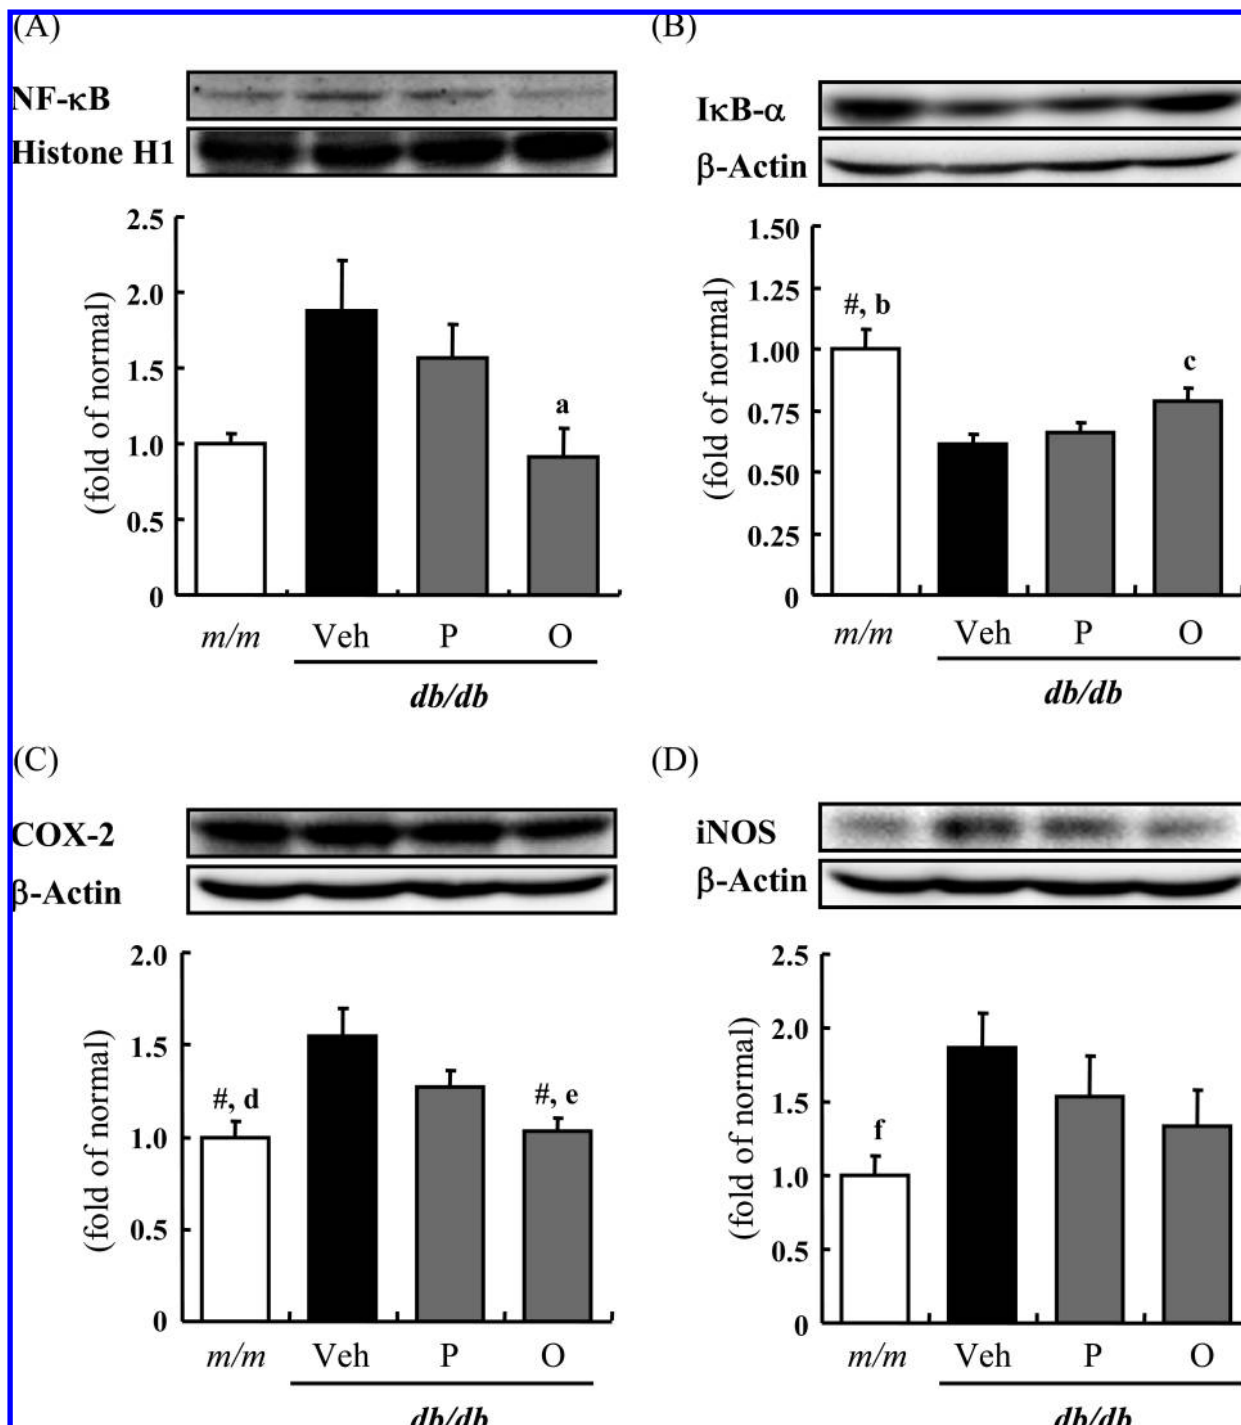 (A)
NF-κB
Histone H1
2.5
2.0
1.5
1.0
0.5
0
(fold of normal)
a
m/m Veh P O
db/db
(B)
IκB-α
β-Actin
1.50
1.25
1.00
0.75
0.50
0.25
0
(fold of normal)
#, b
c
m/m Veh P O
db/db
(C)
COX-2
β-Actin
2.0
1.5
1.0
0.5
0
(fold of normal)
#, d
#, e
m/m Veh P O
db/db
(D)
iNOS
β-Actin
2.5
2.0
1.5
1.0
0.5
0
(fold of normal)
f
m/m Veh P O
db/db